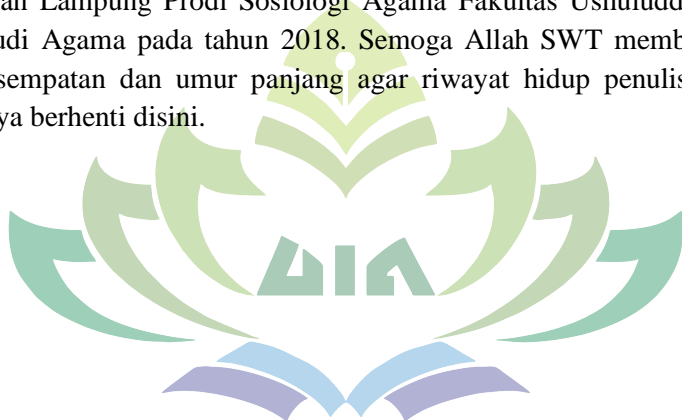 an Lampung Prodi Sosiologi Agama Fakultas Ushuludd
udi Agama pada tahun 2018. Semoga Allah SWT memb
sempatan dan umur panjang agar riwayat hidup penulis
ya berhenti disini.
UIN